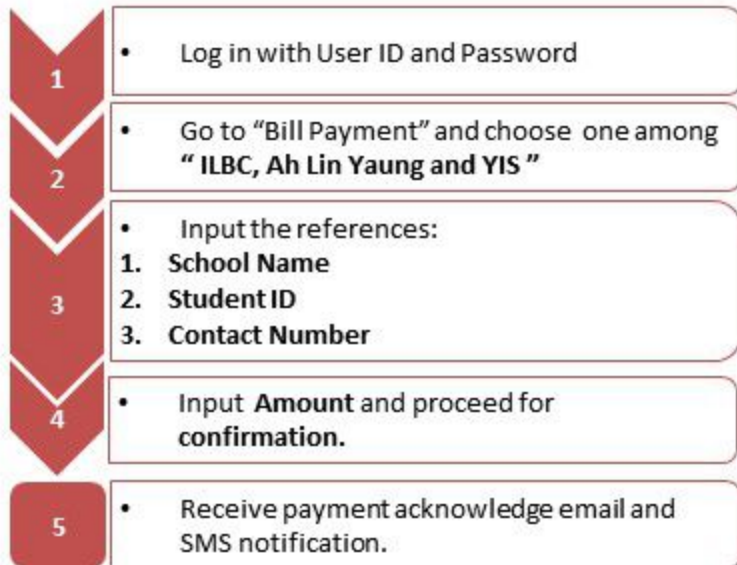 1
• Log in with User ID and Password
2
• Go to “Bill Payment” and choose one among
“ ILBC, Ah Lin Yaung and YIS ”
3
• Input the references:
1. School Name
2. Student ID
3. Contact Number
4
• Input Amount and proceed for
confirmation.
5
• Receive payment acknowledge email and
SMS notification.